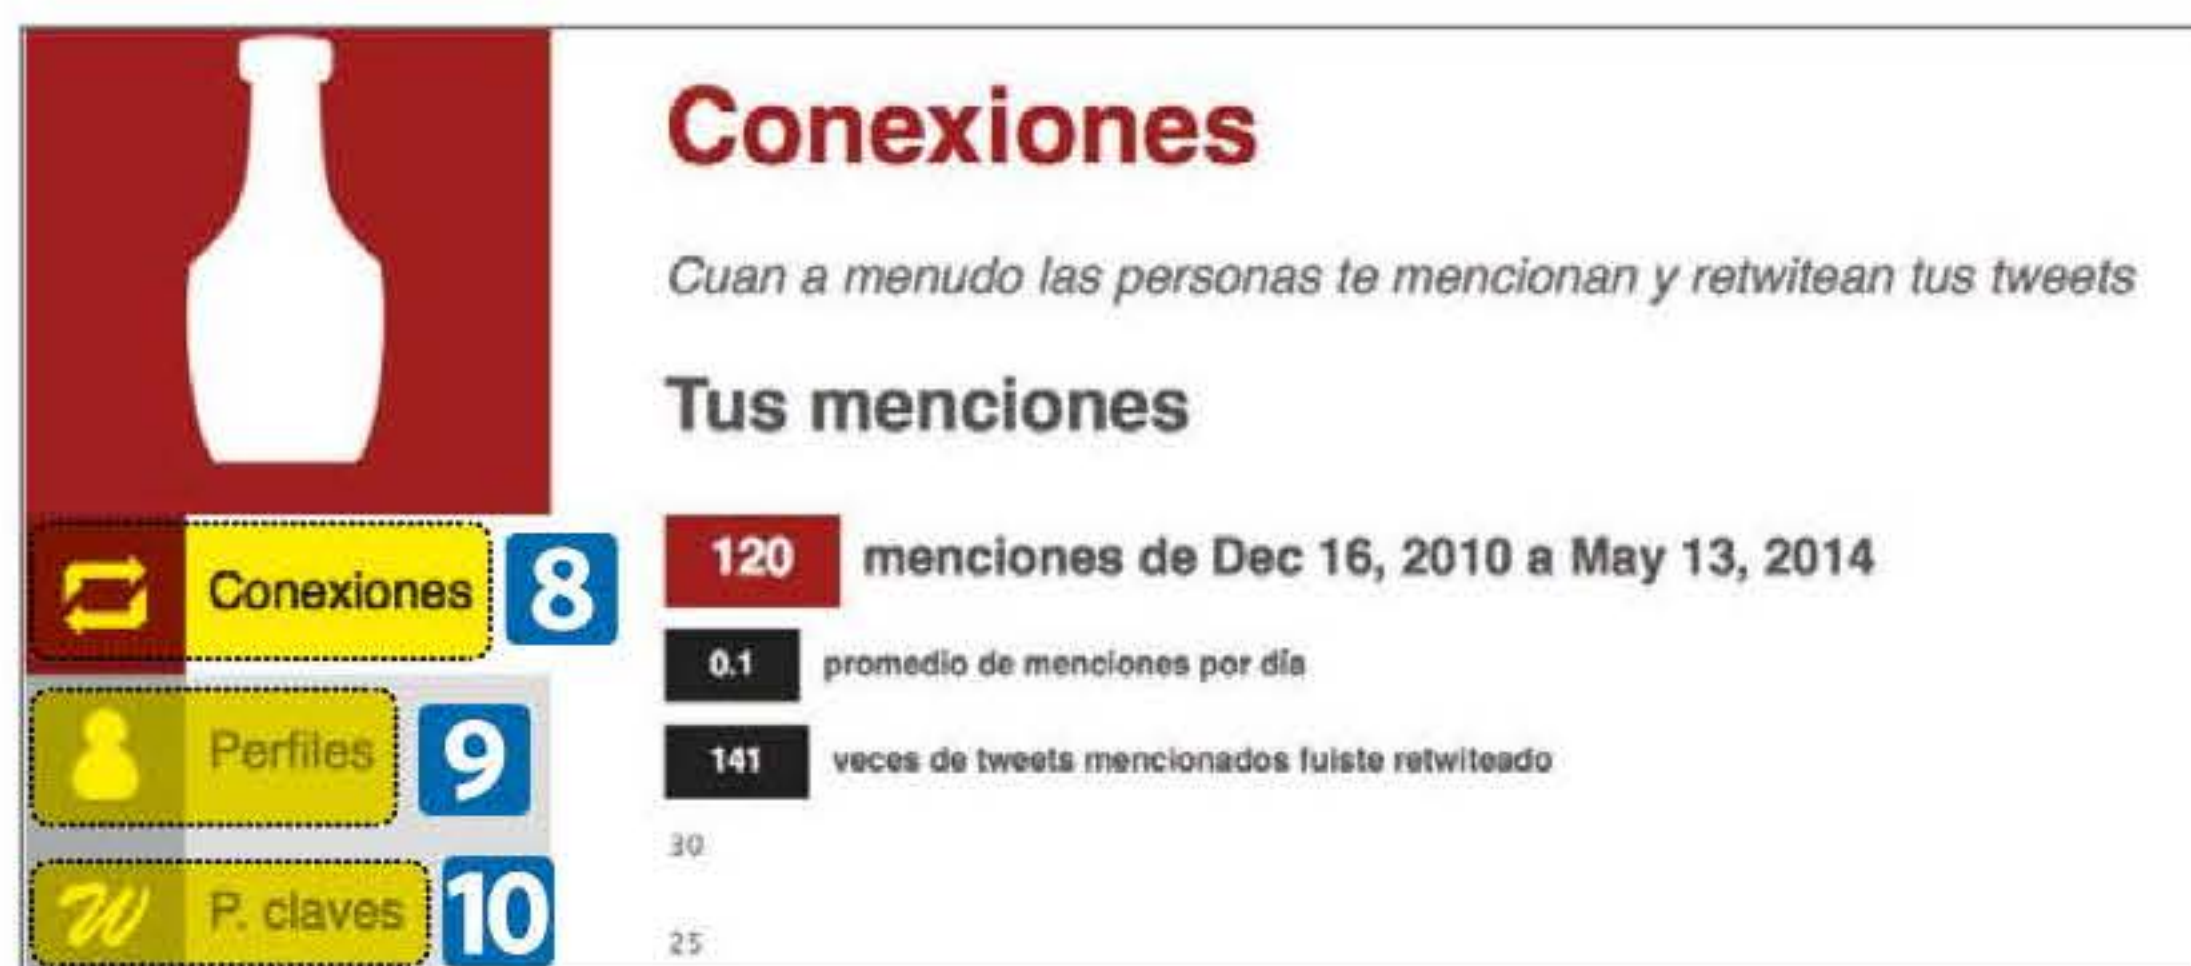 Conexiones
Cuan a menudo las personas te mencionan y retwitean tus tweets
Tus menciones
120 menciones de Dec 16, 2010 a May 13, 2014
0.1 promedio de menciones por día
141 veces de tweets mencionados fuiste retwiteado
30
25
Conexiones 8
Perfiles 9
W P. claves 10